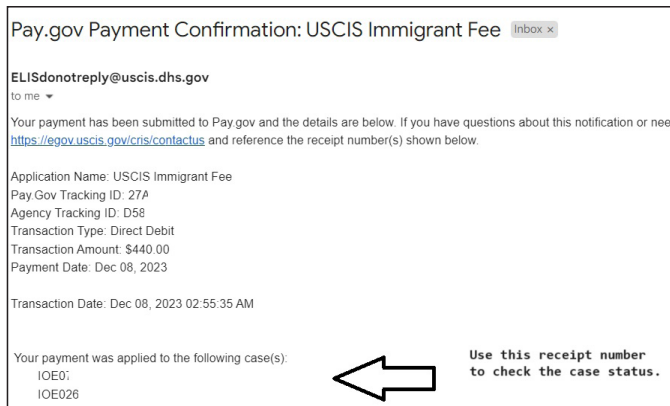 Pay.gov Payment Confirmation: USCIS Immigrant Fee Inbox ×
ELISdonotreply@uscis.dhs.gov
to me
Your payment has been submitted to Pay.gov and the details are below. If you have questions about this notification or nee
https://egov.uscis.gov/cris/contactus and reference the receipt number(s) shown below.
Application Name: USCIS Immigrant Fee
Pay.Gov Tracking ID: 27A
Agency Tracking ID: D58
Transaction Type: Direct Debit
Transaction Amount: $440.00
Payment Date: Dec 08, 2023
Transaction Date: Dec 08, 2023 02:55:35 AM
Your payment was applied to the following case(s):
IOE026
Use this receipt number
to check the case status.